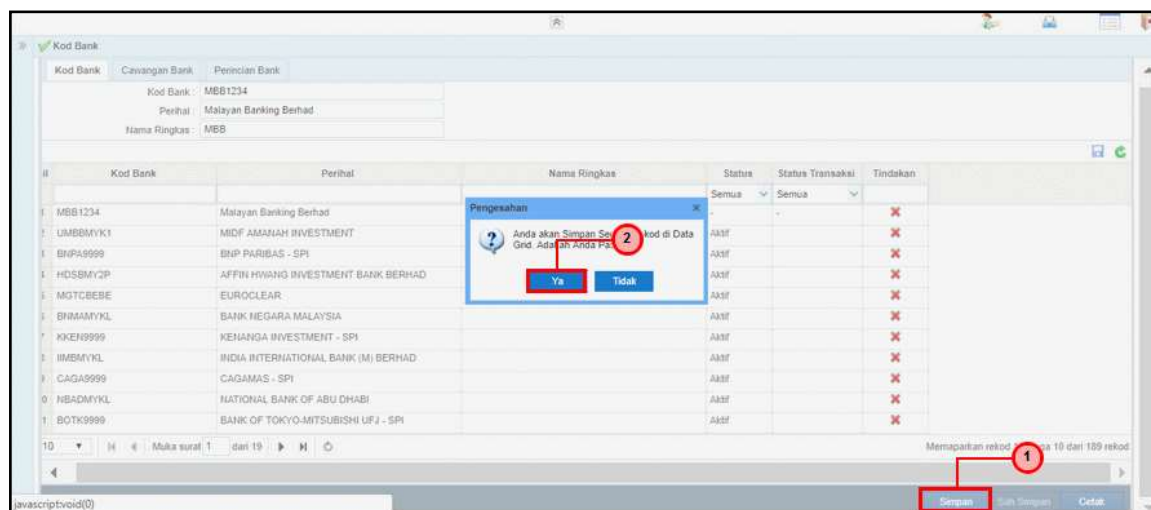 Kod Bank
Kod Bank Cawangan Bank Perincian Bank
Kod Bank : MBB1234
Perihal : Malayan Banking Berhad
Nama Ringkas : MBB
Kod Bank Perihal Nama Ringkas Status Status Transaksi Tindakan
Semua Semua
MBB1234 Malayan Banking Berhad - -
UMBBMVK1 MIDF AMANAH INVESTMENT Aktif
BNPA9999 BNP PARIBAS - SPI Aktif
HDSBMY2P AFFIN HWANG INVESTMENT BANK BERHAD Aktif
MGTCBEBE EUROCLEAR Aktif
BNMAMYKL BANK NEGARA MALAYSIA Aktif
KKEN9999 KENANGA INVESTMENT - SPI Aktif
IIMBMYKL INDIA INTERNATIONAL BANK (M) BERHAD Aktif
CAGA9999 CAGAMAS - SPI Aktif
NBADMYKL NATIONAL BANK OF ABU DHABI Aktif
BOTK9999 BANK OF TOKYO-MITSUBISHI UFJ - SPI Aktif
Pengesahan
Anda akan Simpan rekod di Data
Grid. Adakah Anda
2
Ya Tidak
10 Muka surat 1 dari 19 Memaparkan rekod 10 dari 189 rekod
1
javascript:void(0) Simpan Sah Simpan Cetak